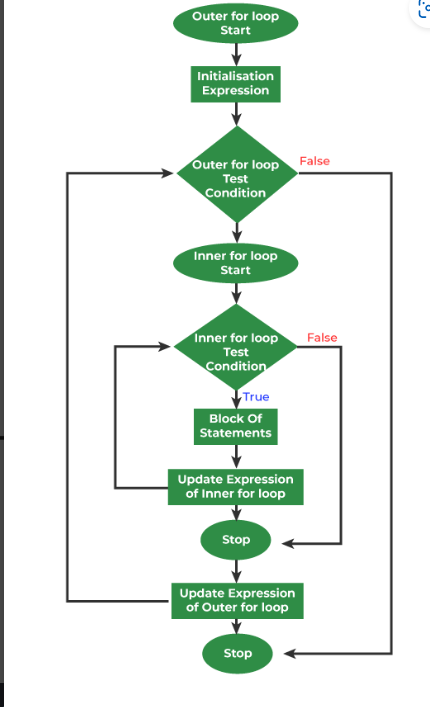 Outer for loop
Start
Initialisation
Expression
Outer for loop
Test
Condition
False
Inner for loop
Start
Inner for loop
Test
Condition
False
True
Block Of
Statements
Update Expression
of Inner for loop
Stop
Update Expression
of Outer for loop
Stop